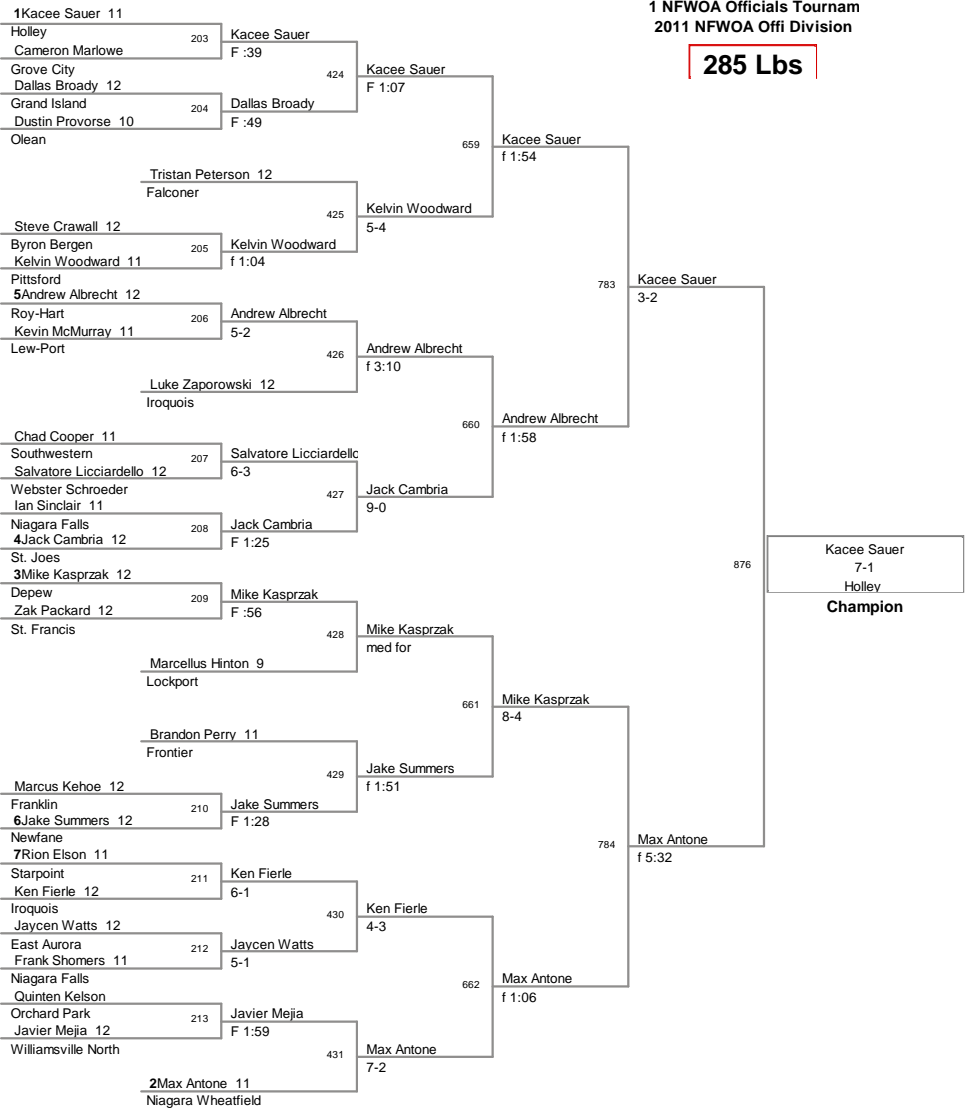 1 NFWOA Officials Tournam
2011 NFWOA Offi Division
285 Lbs
1Kacee Sauer 11
Holley
203
Cameron Marlowe
Grove City
Kacee Sauer
F :39
424
Dallas Broady 12
Grand Island
204
Dustin Provorse 10
Olean
Dallas Broady
F :49
Kacee Sauer
F 1:07
659
Tristan Peterson 12
Falconer
425
Steve Crawall 12
Byron Bergen
205
Kelvin Woodward 11
Pittsford
Kelvin Woodward
f 1:04
Kelvin Woodward
5-4
Kacee Sauer
f 1:54
783
5Andrew Albrecht 12
Roy-Hart
206
Kevin McMurray 11
Lew-Port
Andrew Albrecht
5-2
426
Luke Zaporowski 12
Iroquois
Andrew Albrecht
f 3:10
660
Chad Cooper 11
Southwestern
207
Salvatore Licciardello 12
Webster Schroeder
Salvatore Licciardello
6-3
427
Ian Sinclair 11
Niagara Falls
208
4Jack Cambria 12
St. Joes
Jack Cambria
F 1:25
Jack Cambria
9-0
Andrew Albrecht
f 1:58
Kacee Sauer
3-2
876
Kacee Sauer
7-1
Holley
Champion
3Mike Kasprzak 12
Depew
209
Zak Packard 12
St. Francis
Mike Kasprzak
F :56
428
Marcellus Hinton 9
Lockport
Mike Kasprzak
med for
661
Brandon Perry 11
Frontier
429
Marcus Kehoe 12
Franklin
210
6Jake Summers 12
Newfane
Jake Summers
F 1:28
Jake Summers
f 1:51
Mike Kasprzak
8-4
784
7Rion Elson 11
Starpoint
211
Ken Fierle 12
Iroquois
Ken Fierle
6-1
430
Jaycen Watts 12
East Aurora
212
Frank Shomers 11
Niagara Falls
Jaycen Watts
5-1
Ken Fierle
4-3
662
Quinten Kelson
Orchard Park
213
Javier Mejia 12
Williamsville North
Javier Mejia
F 1:59
431
2Max Antone 11
Niagara Wheatfield
Max Antone
7-2
Max Antone
f 1:06
Max Antone
f 5:32